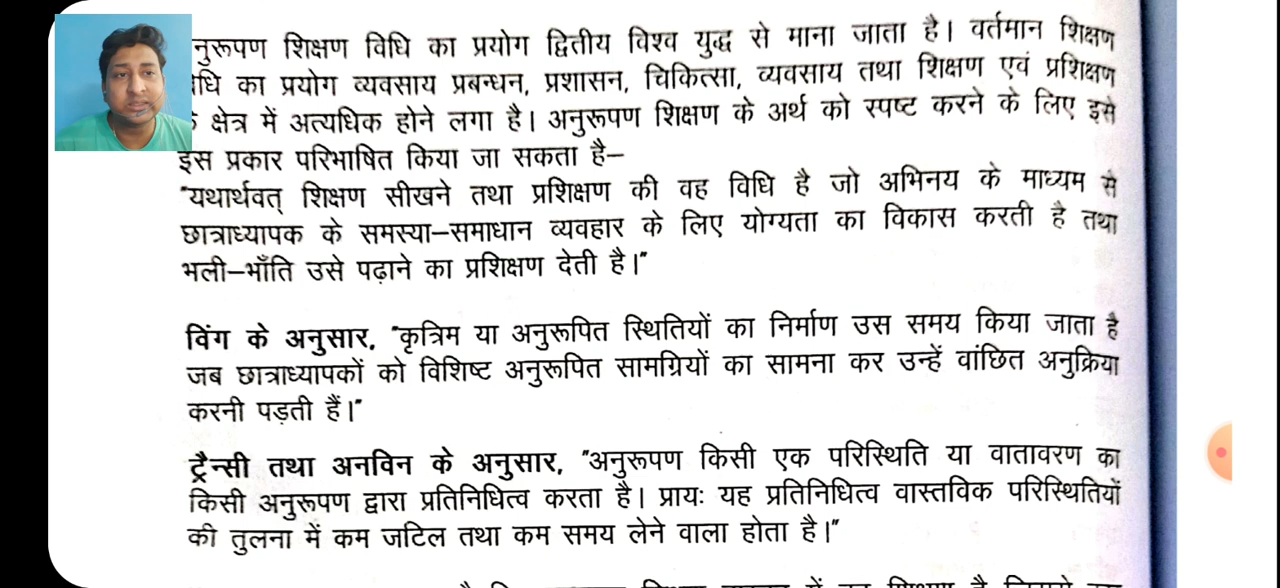 नुरूपण शिक्षण विधि का प्रयोग द्वितीय विश्व युद्ध से माना जाता है। वर्तमान शिक्षण
का प्रयोग व्यवसाय प्रबन्धन, प्रशासन, चिकित्सा, व्यवसाय तथा शिक्षण एवं प्रशिक्षण
क्षेत्र में अत्यधिक होने लगा है। अनुरूपण शिक्षण के अर्थ को स्पष्ट करने के लिए इसे
इस प्रकार परिभाषित किया जा सकता है–
"यथार्थवत् शिक्षण सीखने तथा प्रशिक्षण की वह विधि है जो अभिनय के माध्यम से
छात्राध्यापक के समस्या–समाधान व्यवहार के लिए योग्यता का विकास करती है तथा
भली–भाँति उसे पढ़ाने का प्रशिक्षण देती है।"
विंग के अनुसार, "कृत्रिम या अनुरूपित स्थितियों का निर्माण उस समय किया जाता है
जब छात्राध्यापकों को विशिष्ट अनुरूपित सामग्रियों का सामना कर उन्हें वांछित अनुक्रिया
करनी पड़ती हैं।"
ट्रैन्सी तथा अनविन के अनुसार, "अनुरूपण किसी एक परिस्थिति या वातावरण का
किसी अनुरूपण द्वारा प्रतिनिधित्व करता है। प्रायः यह प्रतिनिधित्व वास्तविक परिस्थितियों
की तुलना में कम जटिल तथा कम समय लेने वाला होता है।"